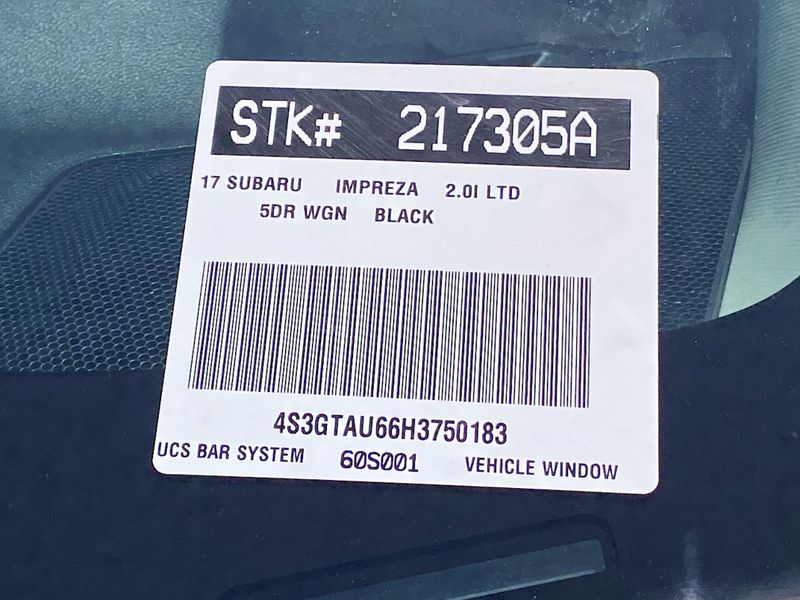 STK# 217305A
17 SUBARU IMPREZA 2.0I LTD
5DR WGN BLACK
4S3GTAU66H3750183
UCS BAR SYSTEM 60S001 VEHICLE WINDOW